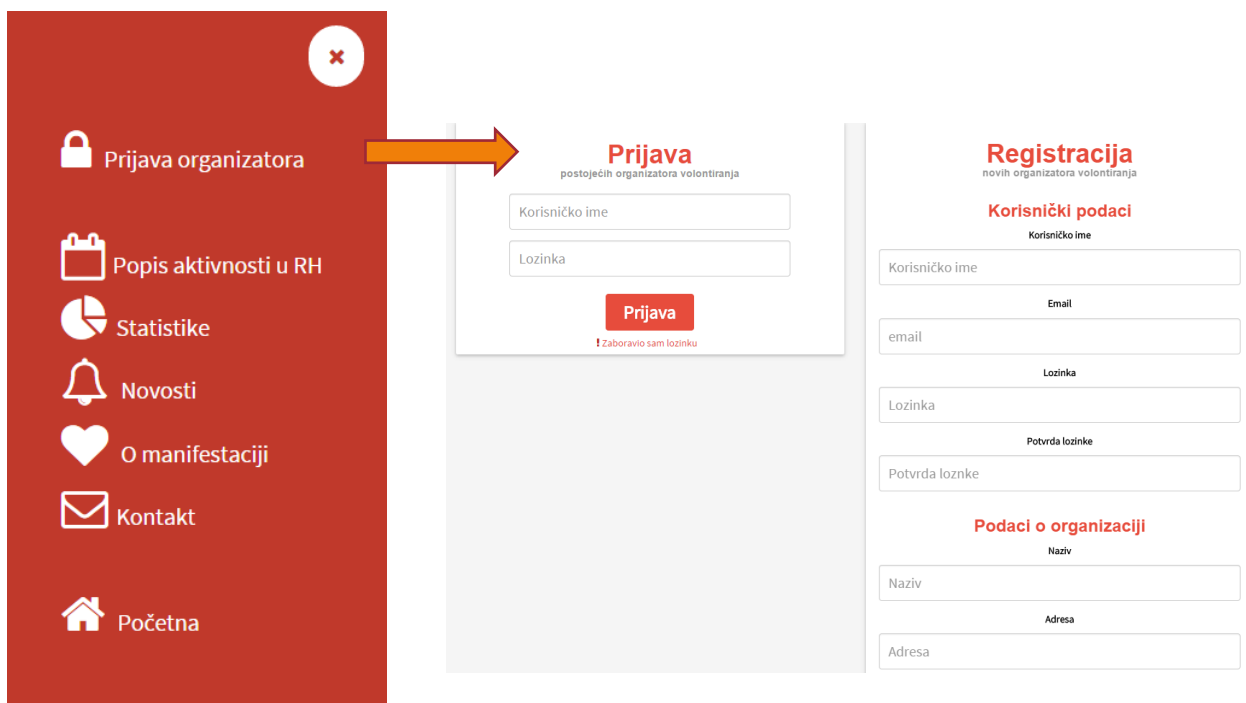 Prijava organizatora
Popis aktivnosti u RH
Statistike
Novosti
O manifestaciji
Kontakt
Početna
Prijava
postojećih organizatora volontiranja
Korisničko ime
Lozinka
Prijava
! Zaboravio sam lozinku
Registracija
novih organizatora volontiranja
Korisnički podaci
Korisničko ime
Korisničko ime
Email
email
Lozinka
Lozinka
Potvrda lozinke
Potvrda loznke
Podaci o organizaciji
Naziv
Naziv
Adresa
Adresa